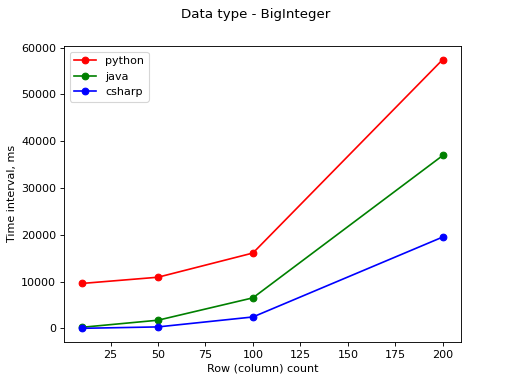 Data type - BigInteger
60000
50000
40000
30000
20000
10000
0
Time interval, ms
python
java
csharp
25 50 75 100 125 150 175 200
Row (column) count